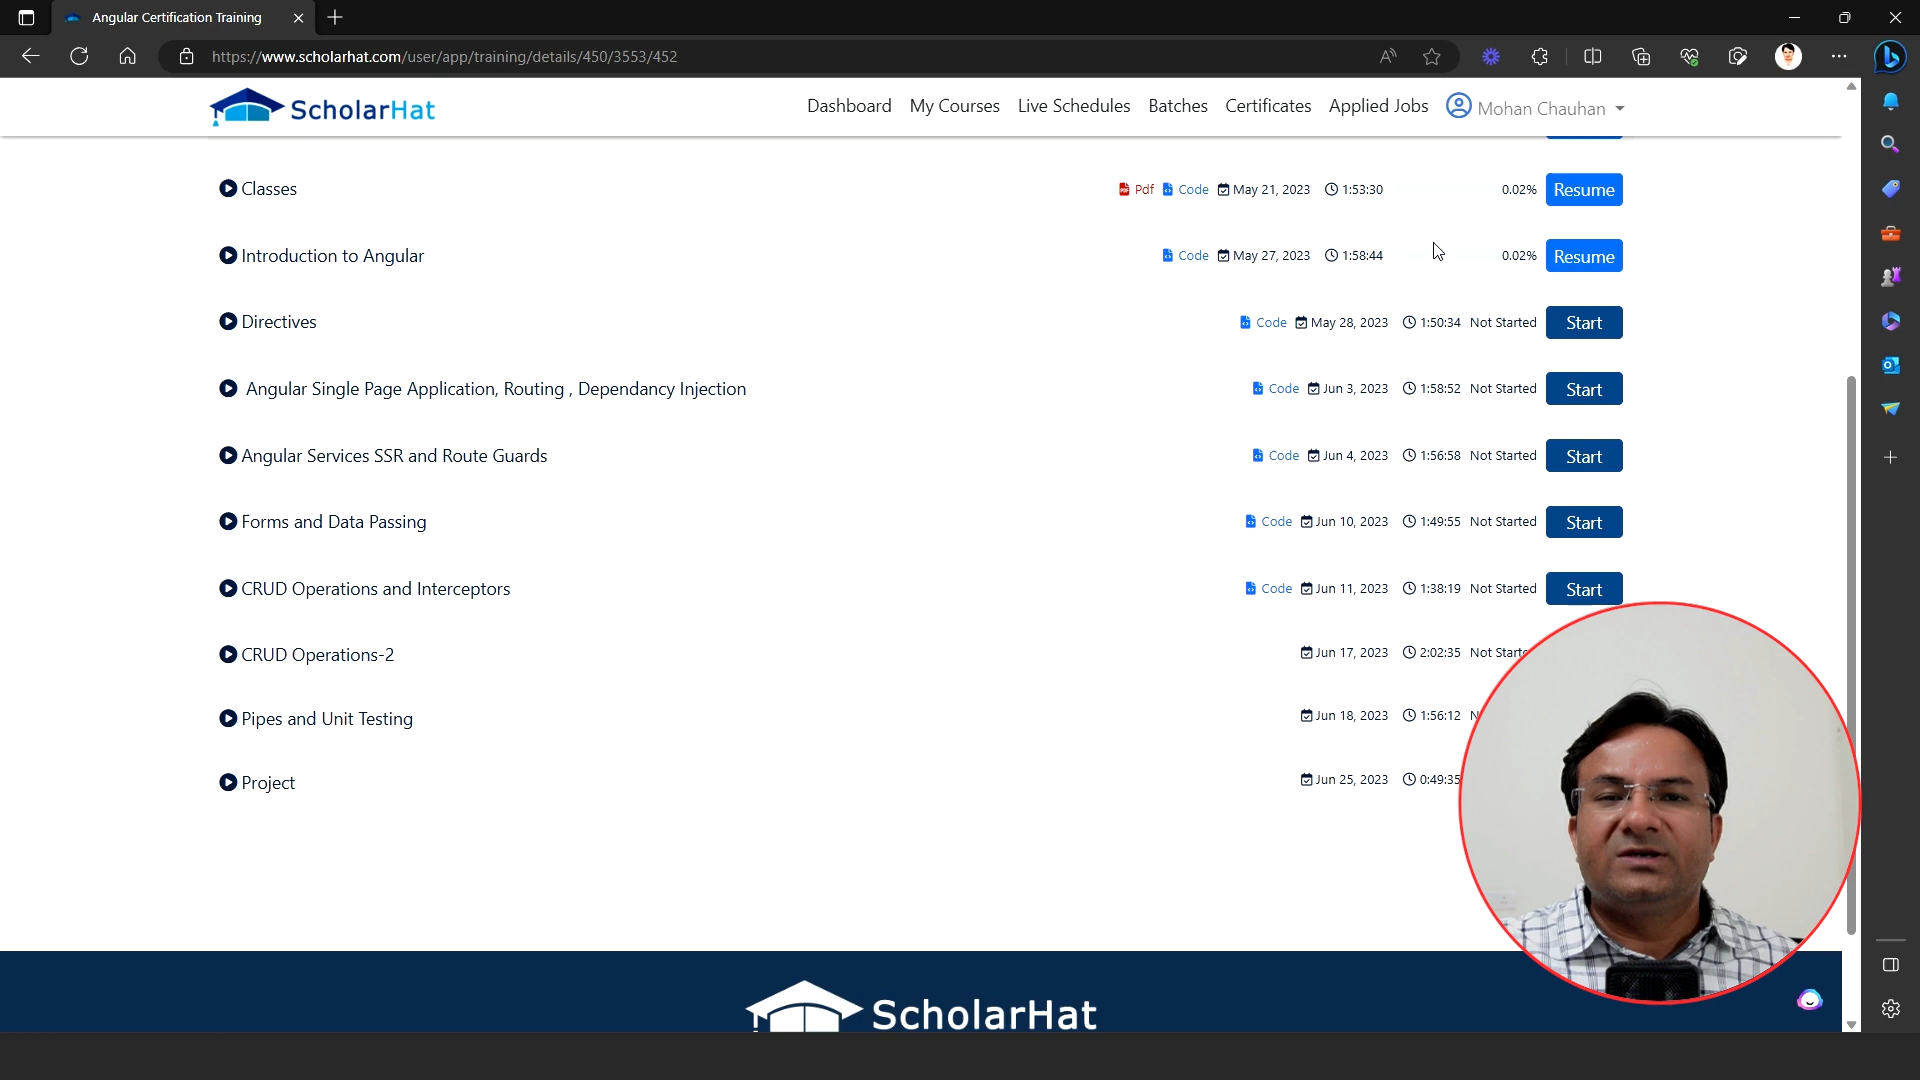 Angular Certification Training
https://www.scholarhat.com/user/app/training/details/450/3553/452
ScholarHat Dashboard My Courses Live Schedules Batches Certificates Applied Jobs Mohan Chauhan
Classes Pdf Code May 21, 2023 1:53:30 0.02% Resume
Introduction to Angular Code May 27, 2023 1:58:44 0.02% Resume
Directives Code May 28, 2023 1:50:34 Not Started Start
Angular Single Page Application, Routing , Dependancy Injection Code Jun 3, 2023 1:58:52 Not Started Start
Angular Services SSR and Route Guards Code Jun 4, 2023 1:56:58 Not Started Start
Forms and Data Passing Code Jun 10, 2023 1:49:55 Not Started Start
CRUD Operations and Interceptors Code Jun 11, 2023 1:38:19 Not Started Start
CRUD Operations-2 Jun 17, 2023 2:02:35 Not
Pipes and Unit Testing Jun 18, 2023 1:56:12
Project Jun 25, 2023 0:49:35
ScholarHat